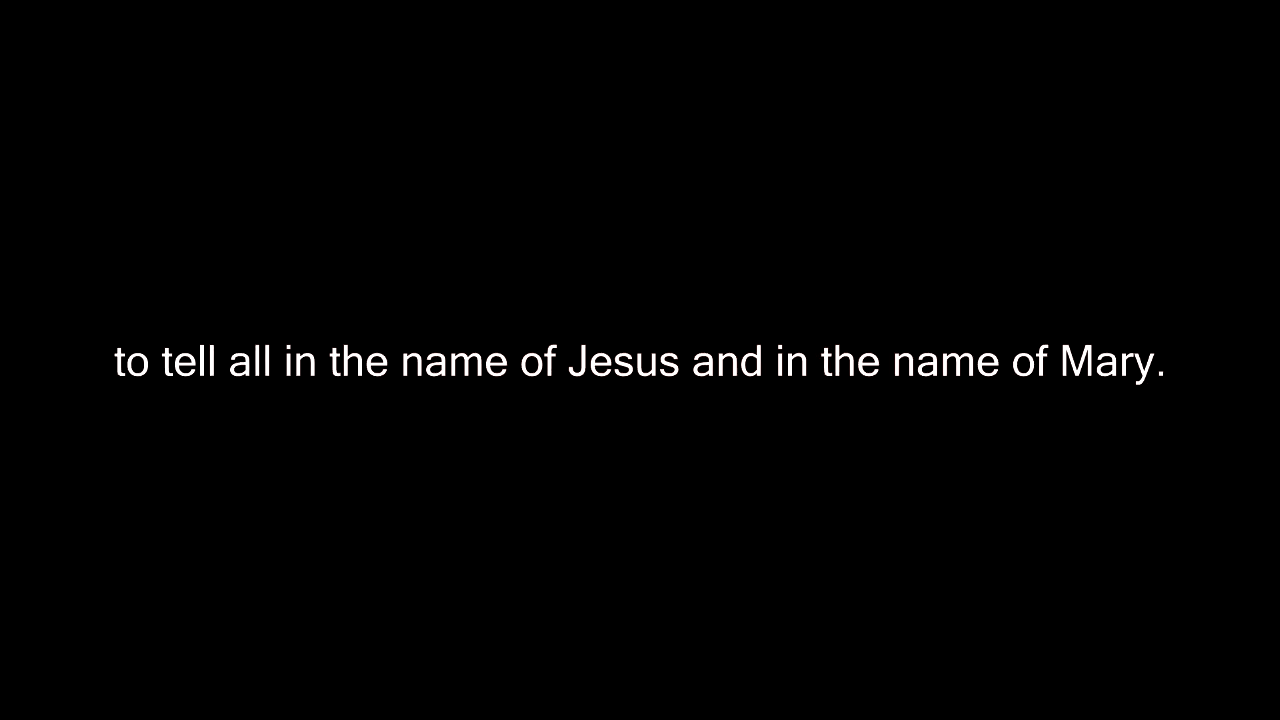 to tell all in the name of Jesus and in the name of Mary.